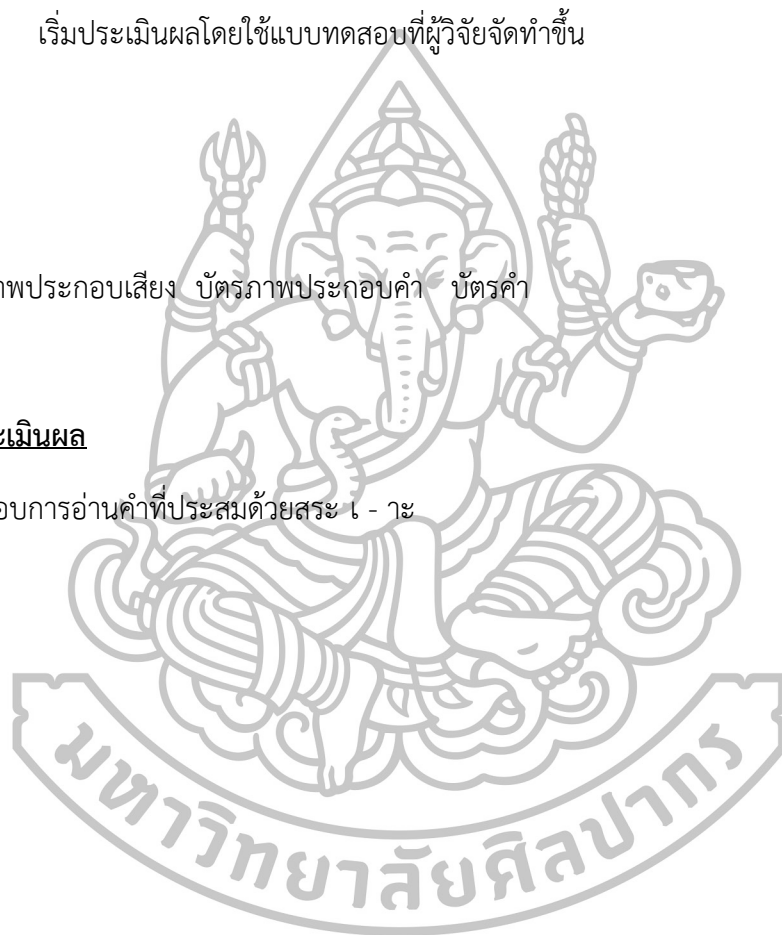 เริ่มประเมินผลโดยใช้แบบทดสอบที่ผู้วิจัยจัดทำขึ้น
าพประกอบเสียง บัตรภาพประกอบคำ บัตรคำ
ะเมินผล
อบการอ่านคำที่ประสมด้วยสระ เ - าะ
มหาวิทยาลัยศิลปากร